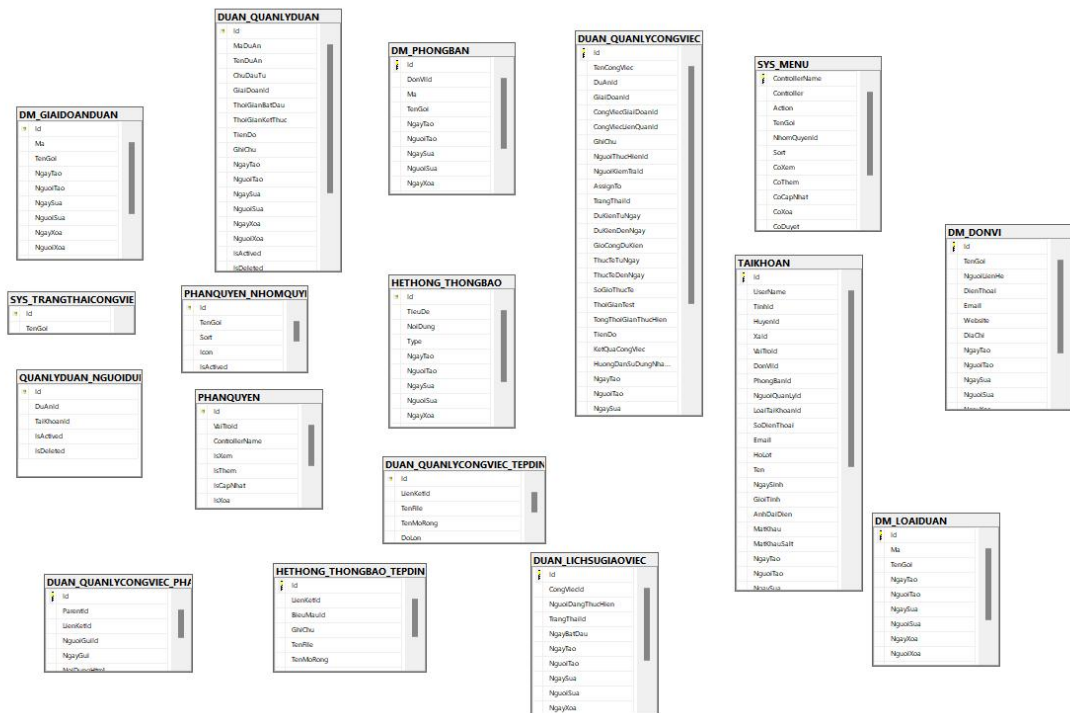 DUAN_QUANLYDUAN
Id
MaDuAn
TenDuAn
ChuDauTu
GiaiDoanId
ThoiGianBatDau
ThoiGianKetThuc
TienDo
GhiChu
NgayTao
NguoiTao
NgaySua
NguoiSua
NgayXoa
NguoiXoa
IsActived
IsDeleted
DM_PHONGBAN
Id
DonViId
Ma
TenGoi
NgayTao
NguoiTao
NgaySua
NguoiSua
NgayXoa
DUAN_QUANLYCONGVIEC
Id
TenCongViec
DuAnId
GiaiDoanId
CongViecGiaiDoanId
CongViecLienQuanId
GhiChu
NguoiThucHienId
NguoiKiemTraId
AssignTo
TrangThaiId
DuKienTuNgay
DuKienDenNgay
GioCongDuKien
ThucTeTuNgay
ThucTeDenNgay
SoGioThucTe
ThoiGianTest
TongThoiGianThucHien
TienDo
KetQuaCongViec
HuongDanSuDungNha...
NgayTao
NguoiTao
NgaySua
SYS_MENU
ControllerName
Controller
Action
TenGoi
NhomQuyenId
Sort
CoXem
CoThem
CoCapNhat
CoXoa
CoDuyet
DM_GIAIDOANDUAN
Id
Ma
TenGoi
NgayTao
NguoiTao
NgaySua
NguoiSua
NgayXoa
NguoiXoa
DM_DONVI
Id
TenGoi
NguoiLienHe
DienThoai
Email
Website
DiaChi
NgayTao
NguoiTao
NgaySua
NguoiSua
NgayXoa
TAIKHOAN
Id
UserName
TinhId
HuyenId
XaId
VaiTroId
DonViId
PhongBanId
NguoiQuanLyId
LoaiTaiKhoanId
SoDienThoai
Email
HoLot
Ten
NgaySinh
GioiTinh
AnhDaiDien
MatKhau
MatKhauSalt
NgayTao
NguoiTao
NgaySua
HETHONG_THONGBAO
Id
TieuDe
NoiDung
Type
NgayTao
NguoiTao
NgaySua
NguoiSua
NgayXoa
SYS_TRANGTHAICONGVIE
Id
TenGoi
PHANQUYEN_NHOMQUYI
Id
TenGoi
Sort
Icon
IsActived
QUANLYDUAN_NGUOIDUI
Id
DuAnId
TaiKhoanId
IsActived
IsDeleted
PHANQUYEN
Id
VaiTroId
ControllerName
IsXem
IsThem
IsCapNhat
IsXoa
DUAN_QUANLYCONGVIEC_TEPDIN
Id
LienKetId
TenFile
TenMoRong
DoLon
DM_LOAIDUAN
Id
Ma
TenGoi
NgayTao
NguoiTao
NgaySua
NguoiSua
NgayXoa
NguoiXoa
DUAN_LICHSUGIAOVIEC
Id
CongViecId
NguoiDangThucHien
TrangThaiId
NgayBatDau
NgayTao
NguoiTao
NgaySua
NguoiSua
NgayXoa
HETHONG_THONGBAO_TEPDIN
Id
LienKetId
BieuMauId
GhiChu
TenFile
TenMoRong
DUAN_QUANLYCONGVIEC_PHA
Id
ParentId
LienKetId
NguoiGuiId
NgayGui
NoiDungHtml